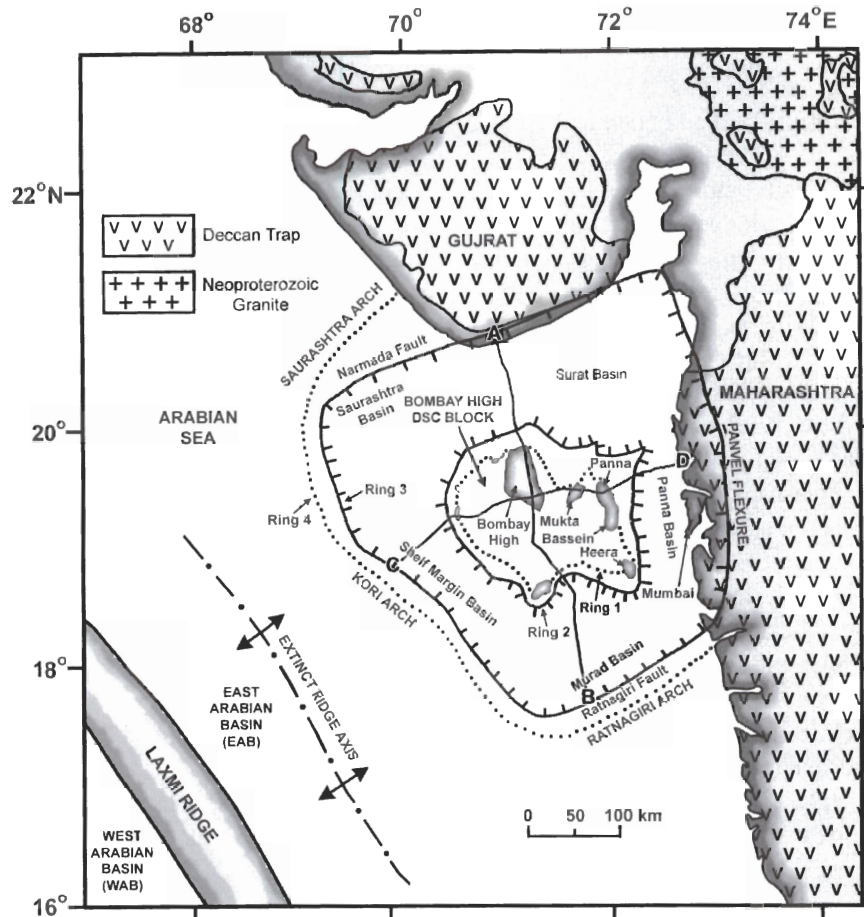 68°
70°
72°
74°E
22°N
20°
18°
16°
Deccan Trap
Neoproterozoic
Granite
GUJRAT
SAURASHTRA ARCH
A
Narmada Fault
Saurashtra
Basin
Surat Basin
BOMBAY HIGH
DSC BLOCK
MAHARASHTRA
ARABIAN
SEA
PANVEL FLEXURE
Panna
D
Ring 3
Ring 4
Bombay
High
Mukta
Bassein
Heera
Panna Basin
C
Shelf Margin Basin
KORI ARCH
Ring 1
Mumbai
Ring 2
Murad Basin
B
Ratnagiri Fault
RATNAGIRI ARCH
EXTINCT RIDGE AXIS
EAST
ARABIAN
BASIN
(EAB)
LAXMI RIDGE
0 50 100 km
WEST
ARABIAN
BASIN
(WAB)